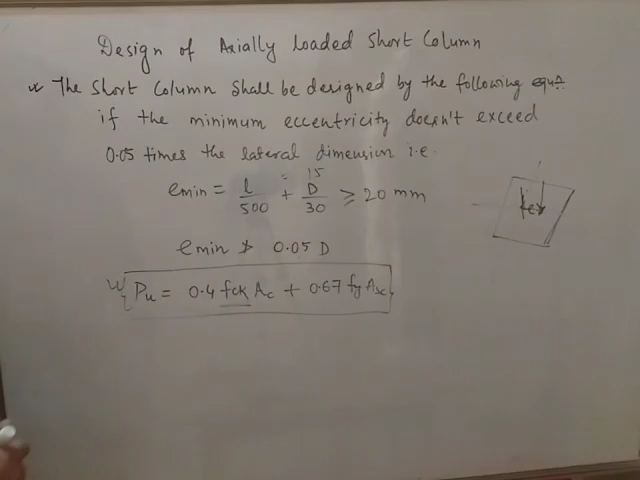 Design of Axially Loaded Short Column
The Short Column Shall be designed by the following equn.
if the minimum eccentricity doesn't exceed
0.05 times the lateral dimension i.e.
emin = l/500 + D/30 ≥ 20 mm
15
emin ≯ 0.05 D
Pu = 0.4 fck Ac + 0.67 fy Asc